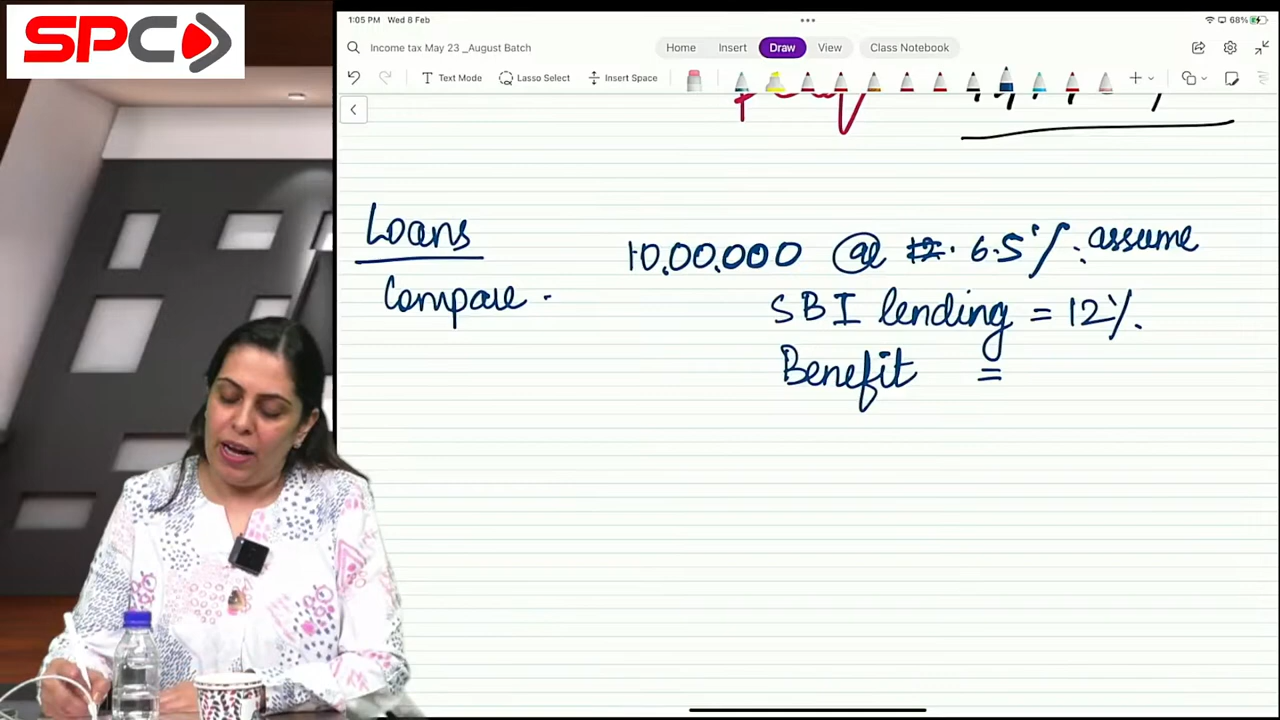 SPC
1:05 PM Wed 8 Feb
68%
Income tax May 23 _August Batch
Home Insert Draw View Class Notebook
Text Mode Lasso Select Insert Space
Loans
10,00,000 @ 12. 6.5%. assume
Compare.
SBI lending = 12%.
Benefit =